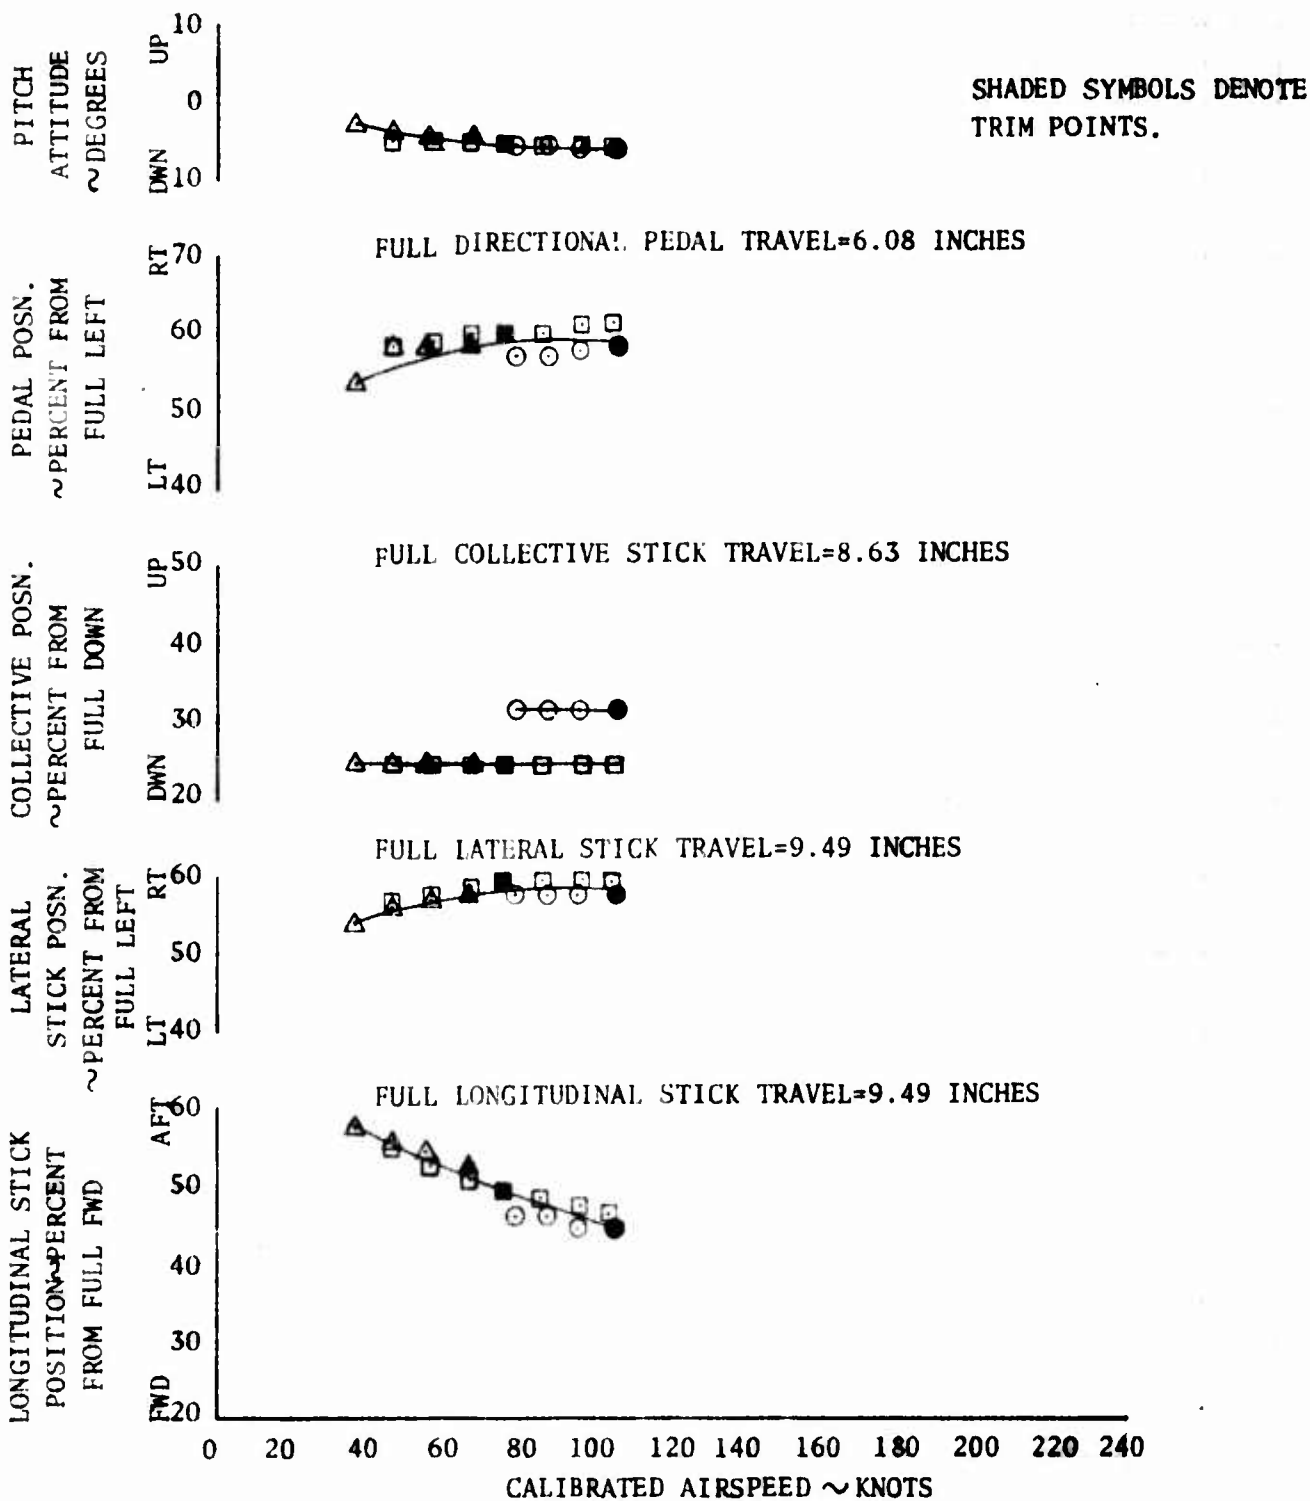 SHADED SYMBOLS DENOTE
TRIM POINTS.
PITCH
ATTITUDE
~DEGREES
UP
DWN
10
0
10
FULL DIRECTIONAL PEDAL TRAVEL=6.08 INCHES
PEDAL POSN.
~PERCENT FROM
FULL LEFT
RT
LT
70
60
50
40
FULL COLLECTIVE STICK TRAVEL=8.63 INCHES
COLLECTIVE POSN.
~PERCENT FROM
FULL DOWN
UP
DWN
50
40
30
20
FULL LATERAL STICK TRAVEL=9.49 INCHES
LATERAL
STICK POSN.
~PERCENT FROM
FULL LEFT
RT
LT
60
50
40
FULL LONGITUDINAL STICK TRAVEL=9.49 INCHES
LONGITUDINAL STICK
POSITION~PERCENT
FROM FULL FWD
AFT
FWD
60
50
40
30
20
0 20 40 60 80 100 120 140 160 180 200 220 240
CALIBRATED AIRSPEED ~ KNOTS